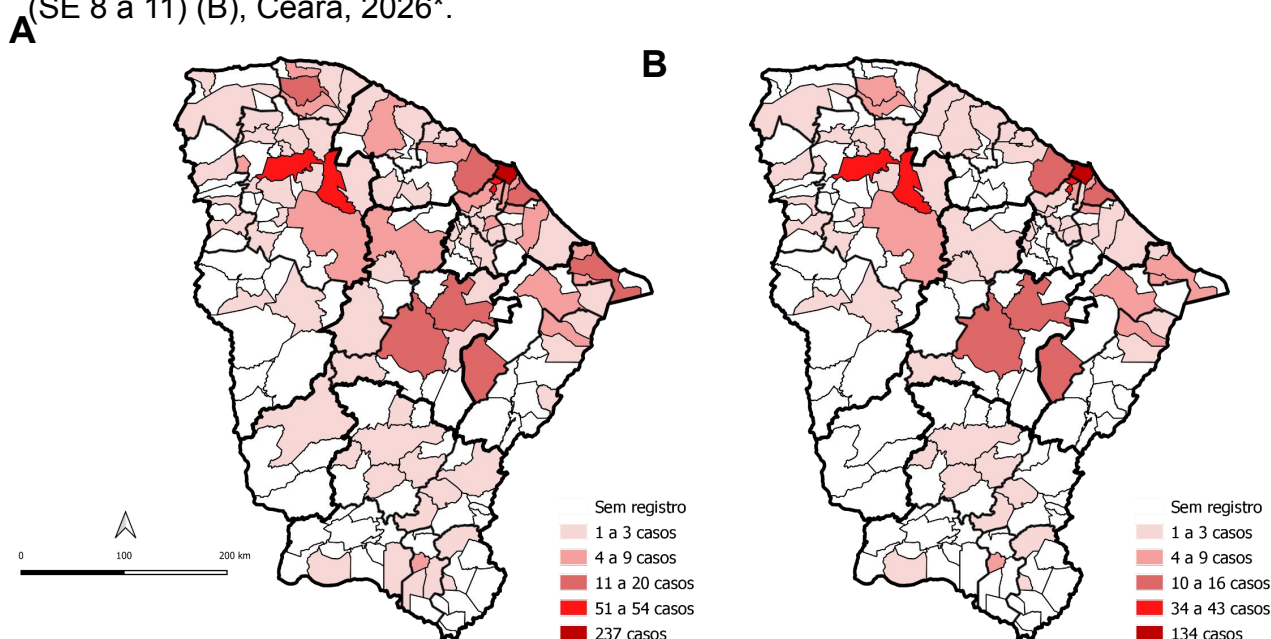 (SE 8 a 11) (B), Ceará, 2026*.
A
B
Sem registro
1 a 3 casos
4 a 9 casos
11 a 20 casos
51 a 54 casos
237 casos
0 100 200 km
Sem registro
1 a 3 casos
4 a 9 casos
10 a 16 casos
34 a 43 casos
134 casos